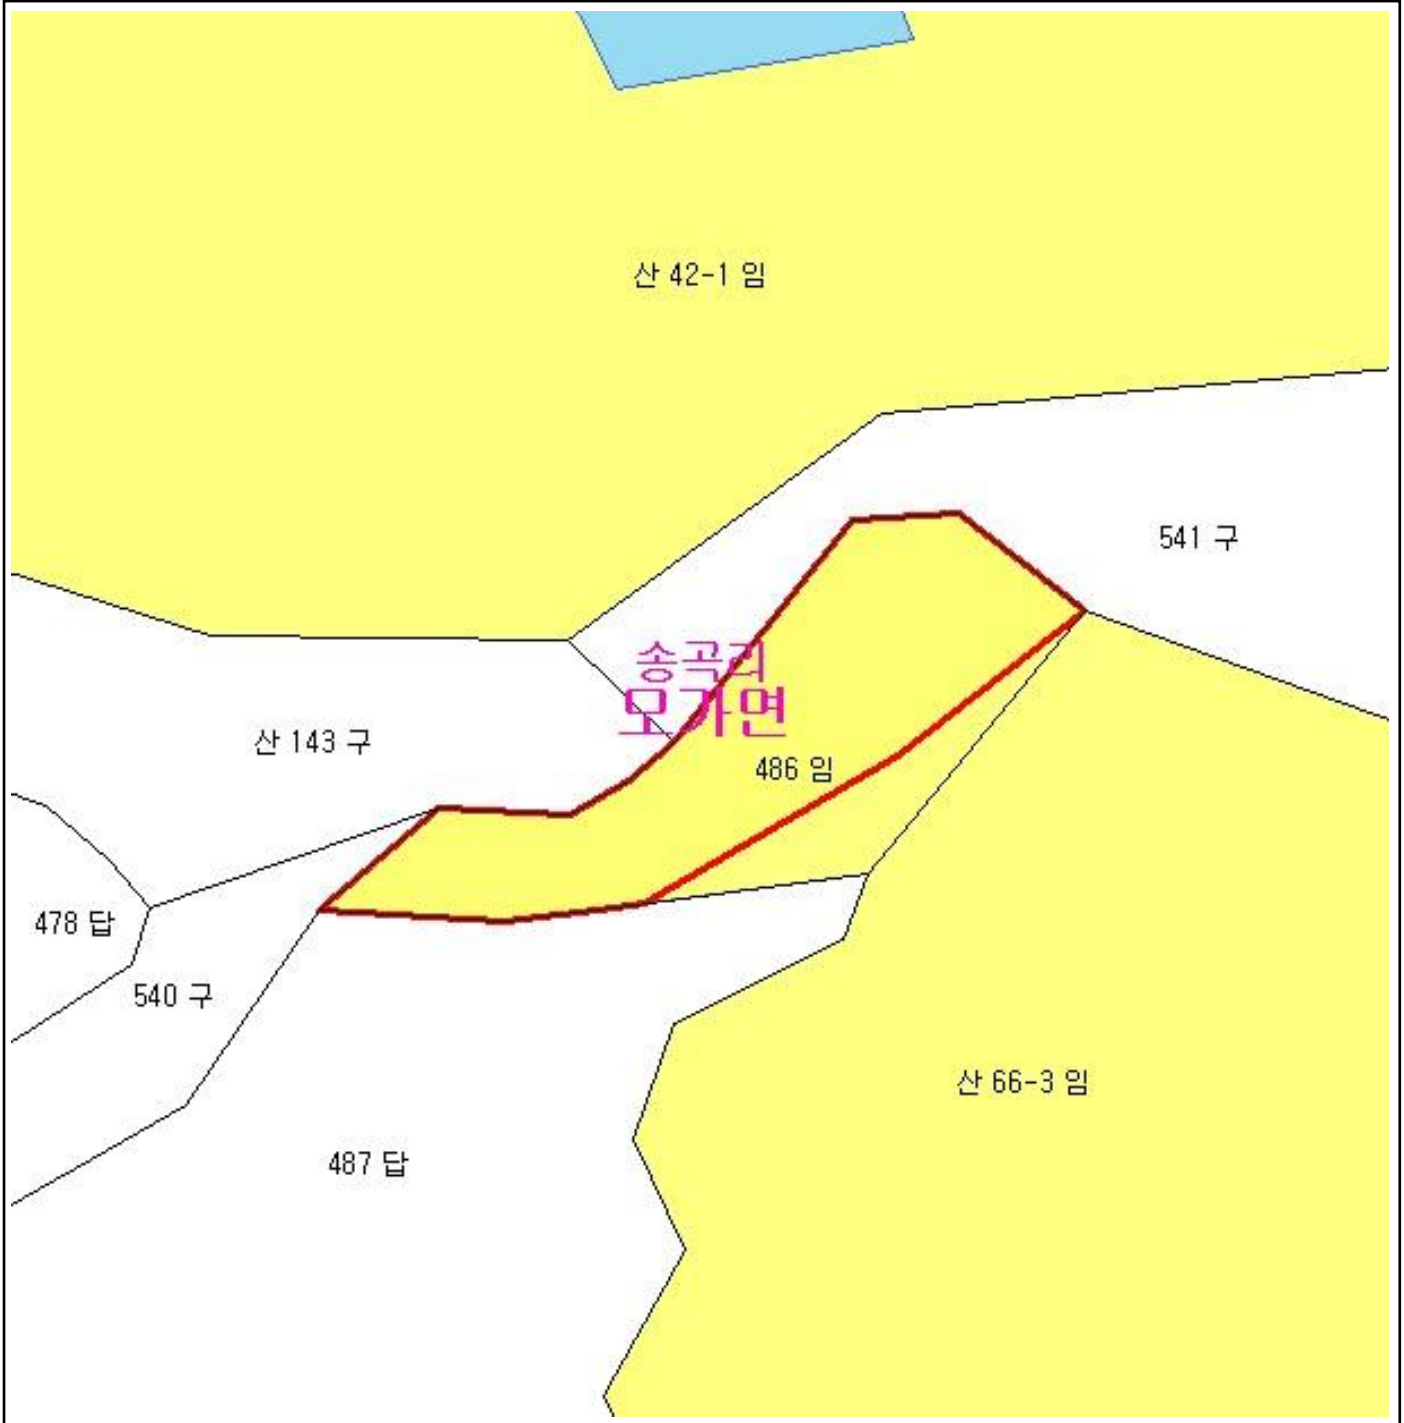 산 42-1 임
541 구
송곡리
모가면
산 143 구
486 임
478 답
540 구
산 66-3 임
487 답